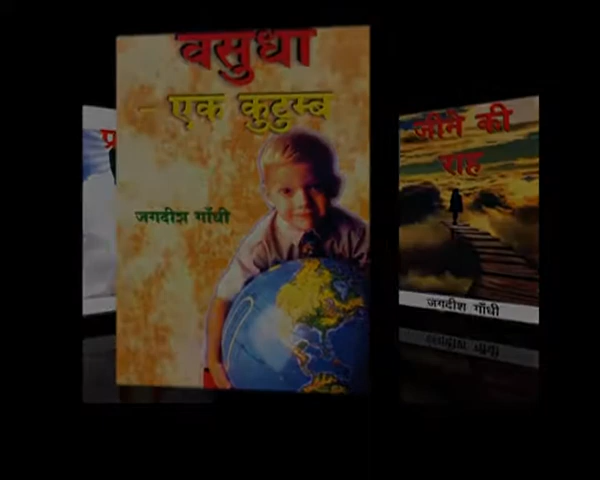 वसुधा
एक कुटुम्ब
जगदीश गाँधी
जीने की
राह
जगदीश गाँधी